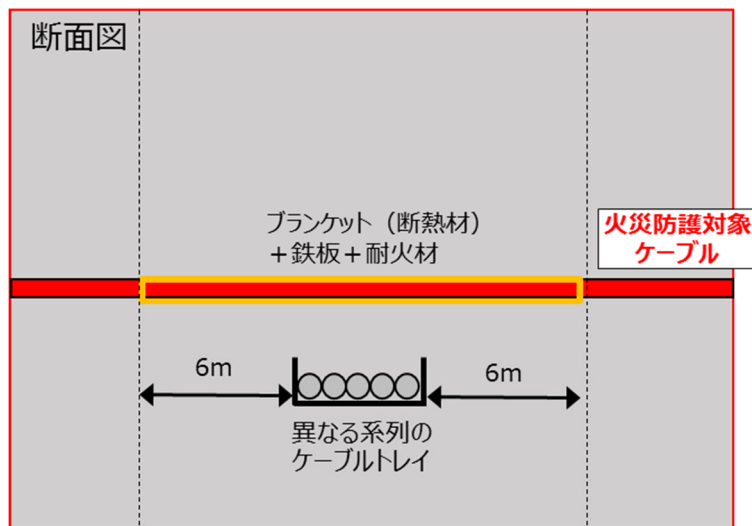 断面図
ブランケット（断熱材）
＋鉄板＋耐火材
火災防護対象
ケーブル
6m
6m
異なる系列の
ケーブルトレイ